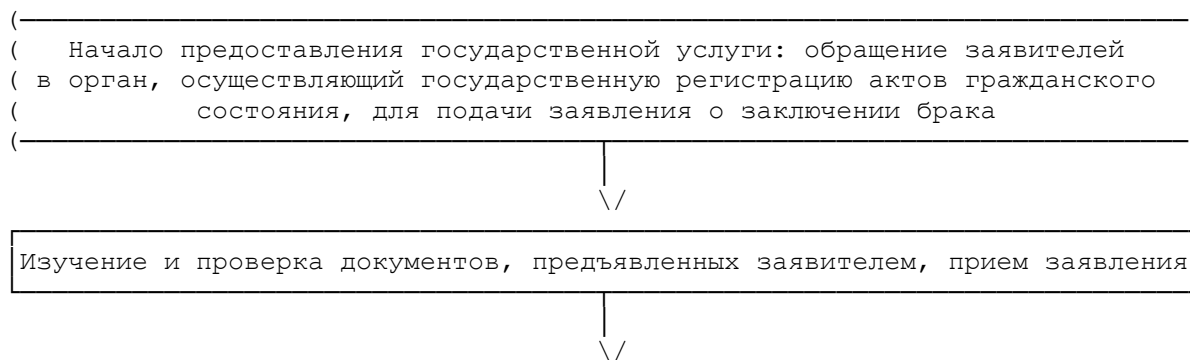 Начало предоставления государственной услуги: обращение заявителей
в орган, осуществляющий государственную регистрацию актов гражданского
состояния, для подачи заявления о заключении брака
Изучение и проверка документов, предъявленных заявителем, прием заявления